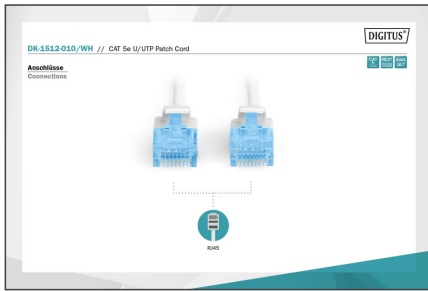 DIGITUS®
DK-1512-010/WH // CAT 5e U/UTP Patch Cord
Anschlüsse
Connections
RJ45